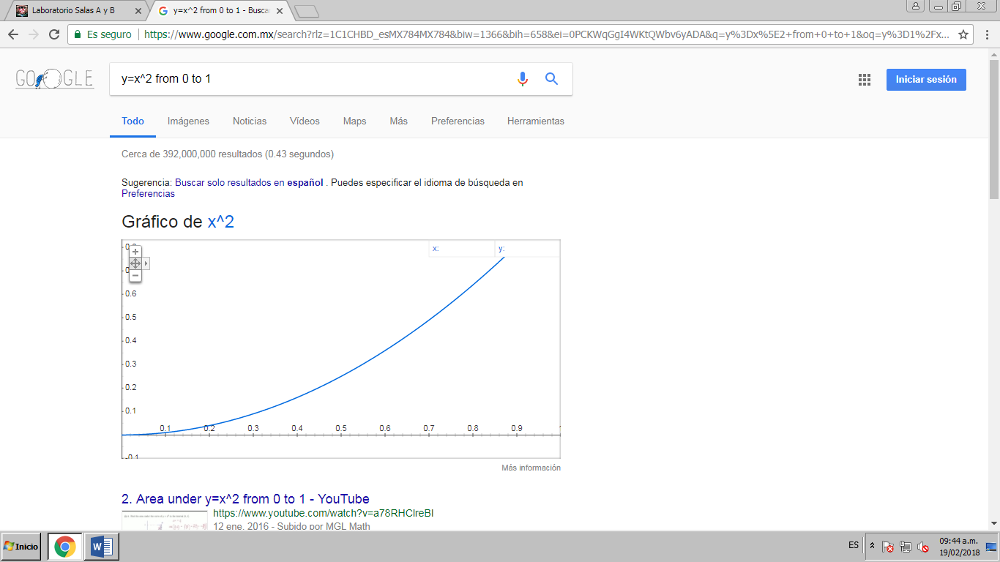 Laboratorio Salas A y B
y=x^2 from 0 to 1 - Busca
Es seguro
https://www.google.com.mx/search?rlz=1C1CHBD_esMX784MX784&biw=1366&bih=658&ei=0PCKWqGgI4WKtQWbv6yADA&q=y%3Dx%5E2+from+0+to+1&oq=y%3D1%2Fx...
GOOGLE
y=x^2 from 0 to 1
Iniciar sesión
Todo Imágenes Noticias Vídeos Maps Más Preferencias Herramientas
Cerca de 392,000,000 resultados (0.43 segundos)
Sugerencia: Buscar solo resultados en español . Puedes especificar el idioma de búsqueda en
Preferencias
Gráfico de x^2
x: y:
0.6
0.5
0.4
0.3
0.2
0.1
0.1 0.2 0.3 0.4 0.5 0.6 0.7 0.8 0.9
-0.1
Más información
2. Area under y=x^2 from 0 to 1 - YouTube
https://www.youtube.com/watch?v=a78RHClreBI
12 ene. 2016 - Subido por MGL Math
Inicio
ES
09:44 a.m.
19/02/2018